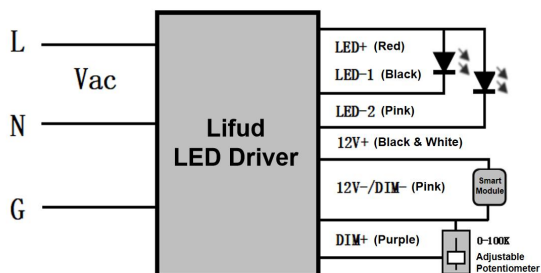 L
Vac
N
G
Lifud
LED Driver
LED+ (Red)
LED-1 (Black)
LED-2 (Pink)
12V+ (Black & White)
12V-/DIM- (Pink)
DIM+ (Purple)
Smart
Module
0-100K
Adjustable
Potentiometer